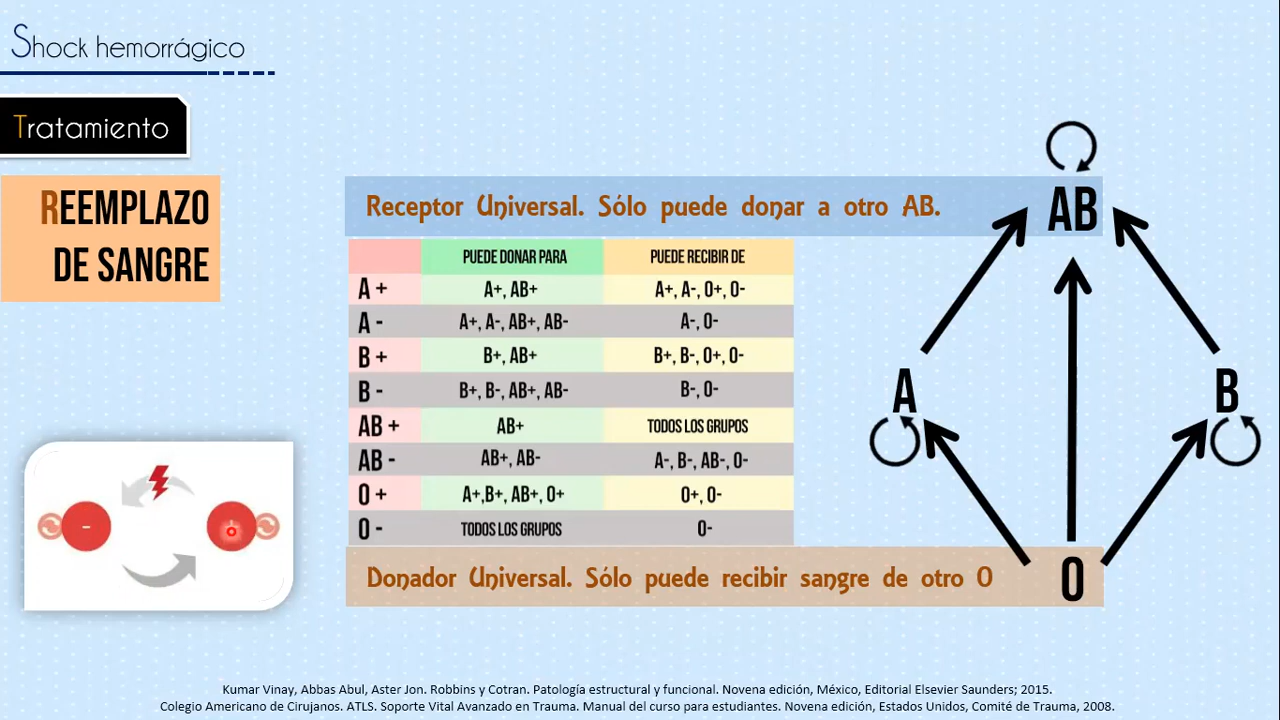 Shock hemorrágico
Tratamiento
REEMPLAZO
DE SANGRE
Receptor Universal. Sólo puede donar a otro AB.
AB
PUEDE DONAR PARA PUEDE RECIBIR DE
A + A+, AB+ A+, A-, O+, O-
A - A+, A-, AB+, AB- A-, O-
B + B+, AB+ B+, B-, O+, O-
B - B+, B-, AB+, AB- B-, O-
AB + AB+ TODOS LOS GRUPOS
AB - AB+, AB- A-, B-, AB-, O-
O + A+,B+, AB+, O+ O+, O-
O - TODOS LOS GRUPOS O-
A B
- +
Donador Universal. Sólo puede recibir sangre de otro O
O
Kumar Vinay, Abbas Abul, Aster Jon. Robbins y Cotran. Patología estructural y funcional. Novena edición, México, Editorial Elsevier Saunders; 2015.
Colegio Americano de Cirujanos. ATLS. Soporte Vital Avanzado en Trauma. Manual del curso para estudiantes. Novena edición, Estados Unidos, Comité de Trauma, 2008.